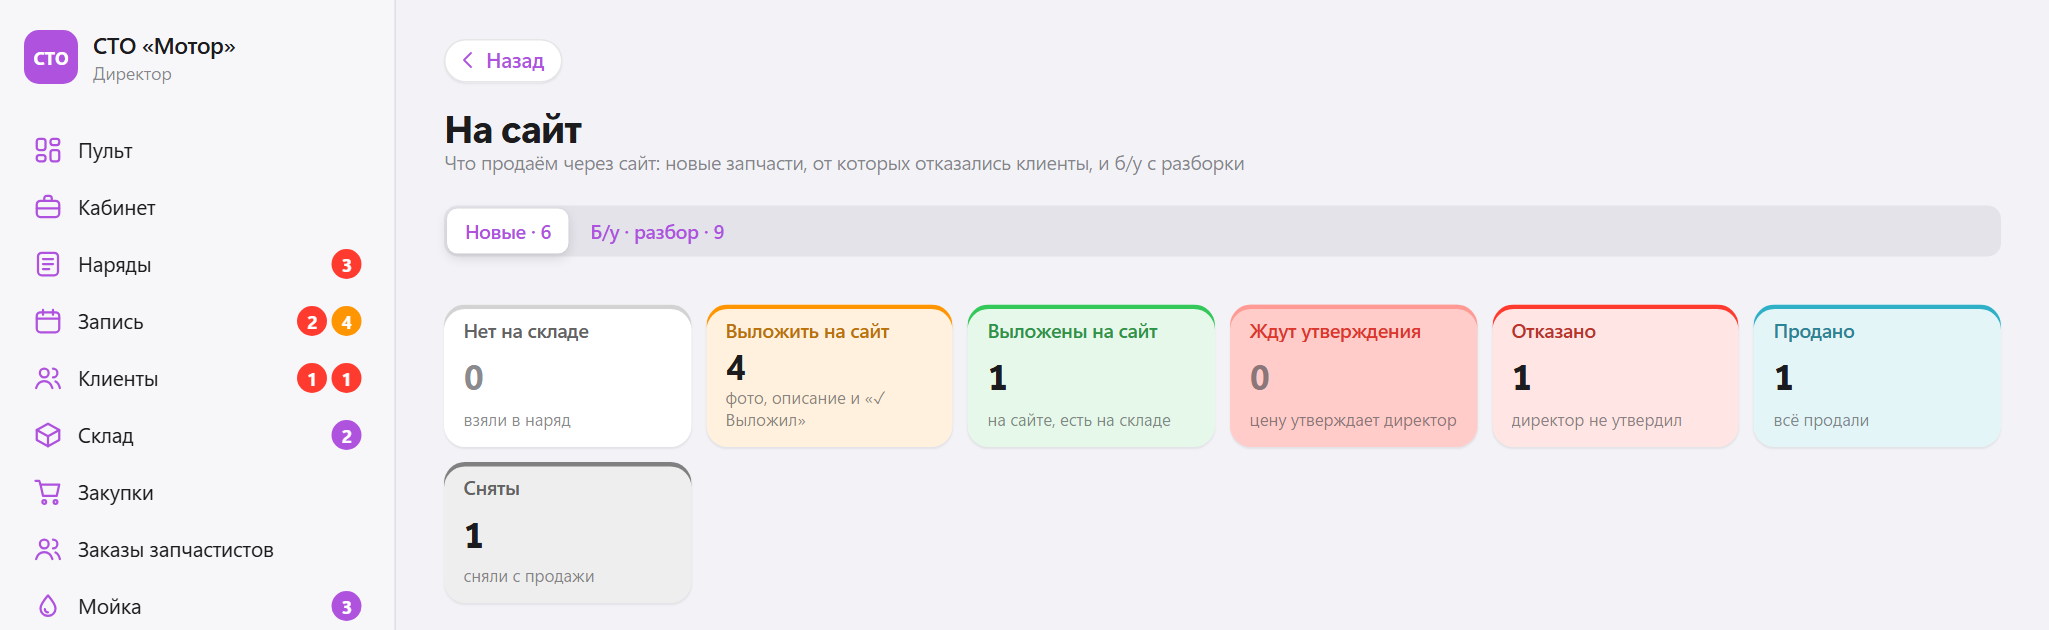 СТО
СТО «Мотор»
Директор
Пульт
Кабинет
Наряды 3
Запись 2 4
Клиенты 1 1
Склад 2
Закупки
Заказы запчастистов
Мойка 3
Назад
На сайт
Что продаём через сайт: новые запчасти, от которых отказались клиенты, и б/у с разборки
Новые · 6
Б/у · разбор · 9
Нет на складе
0
взяли в наряд
Выложить на сайт
4
фото, описание и «✓
Выложил»
Выложены на сайт
1
на сайте, есть на складе
Ждут утверждения
0
цену утверждает директор
Отказано
1
директор не утвердил
Продано
1
всё продали
Сняты
1
сняли с продажи